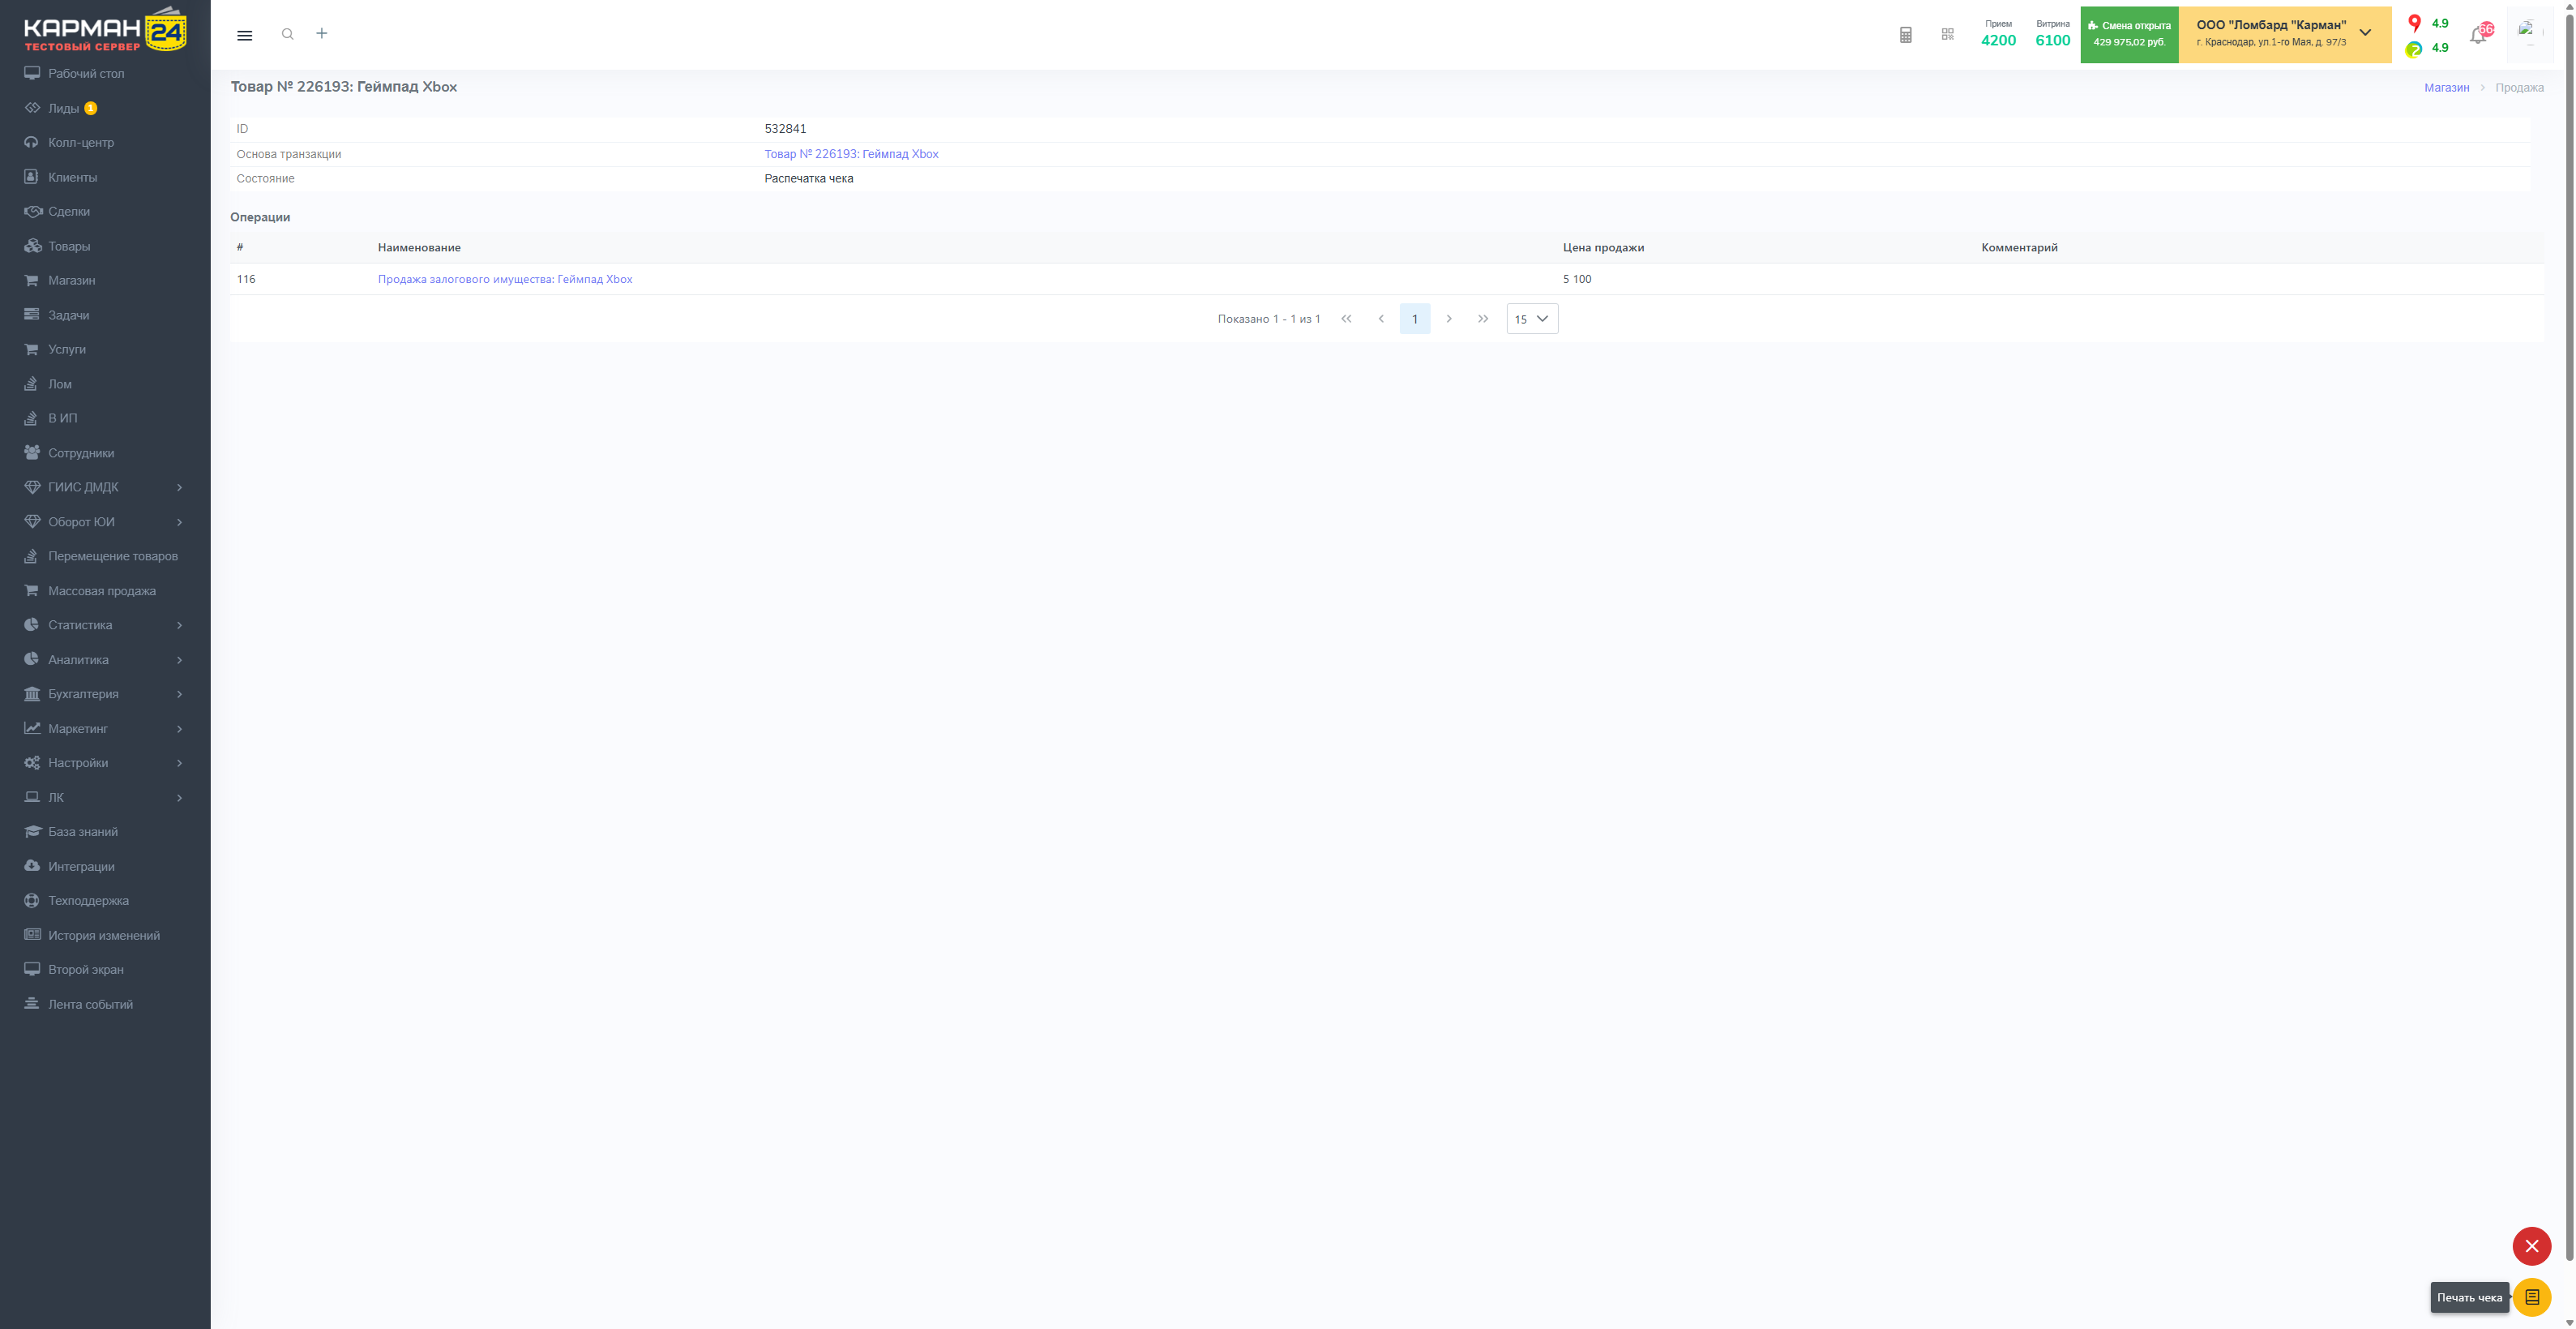 КАРМАН 24
ТЕСТОВЫЙ СЕРВЕР
Рабочий стол
Лиды 1
Колл-центр
Клиенты
Сделки
Товары
Магазин
Задачи
Услуги
Лом
В ИП
Сотрудники
ГИИС ДМДК
Оборот ЮИ
Перемещение товаров
Массовая продажа
Статистика
Аналитика
Бухгалтерия
Маркетинг
Настройки
ЛК
База знаний
Интеграции
Техподдержка
История изменений
Второй экран
Лента событий
Прием
4200
Витрина
6100
Смена открыта
429 975,02 руб.
ООО "Ломбард "Карман"
г. Краснодар, ул.1-го Мая, д. 97/3
4.9
4.9
Товар № 226193: Геймпад Xbox
Магазин > Продажа
ID 532841
Основа транзакции Товар № 226193: Геймпад Xbox
Состояние Распечатка чека
Операции
# Наименование Цена продажи Комментарий
116 Продажа залогового имущества: Геймпад Xbox 5 100
Показано 1 - 1 из 1 1 15
Печать чека